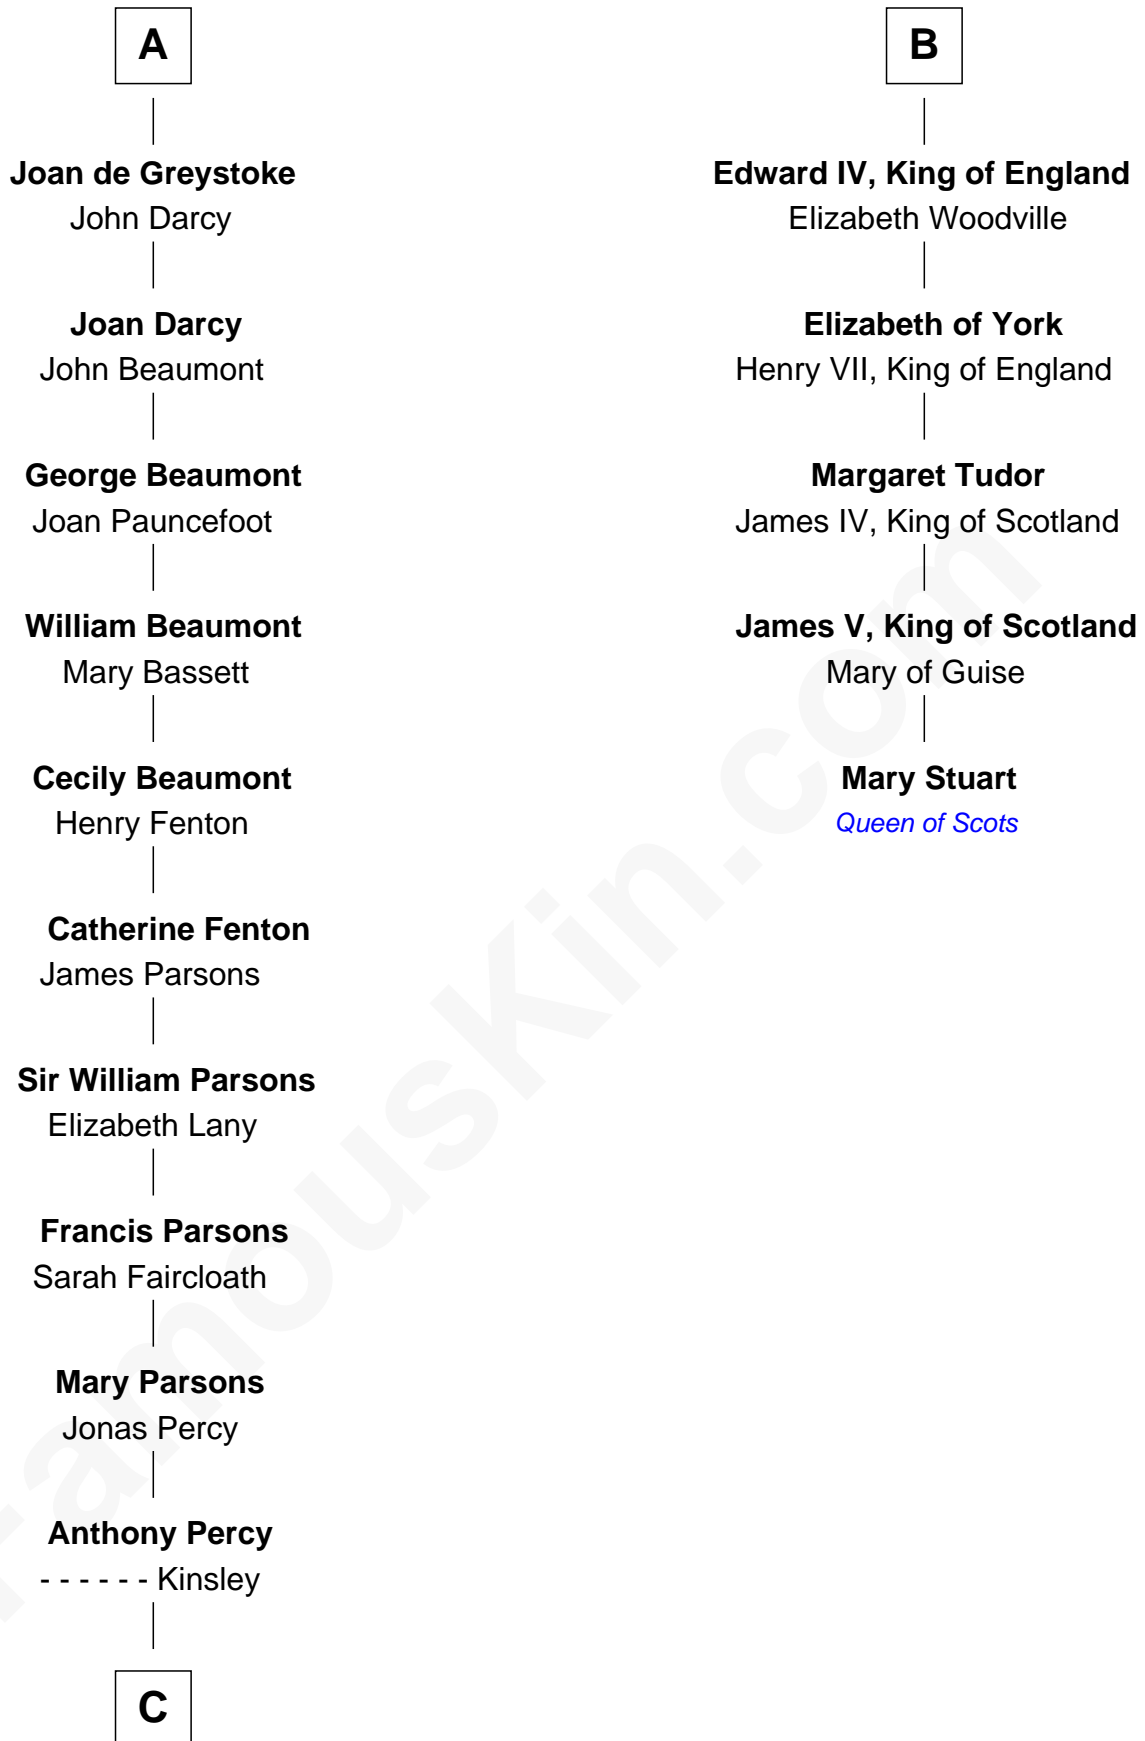 A
Joan de Greystoke
John Darcy
Joan Darcy
John Beaumont
George Beaumont
Joan Pauncefoot
William Beaumont
Mary Bassett
Cecily Beaumont
Henry Fenton
Catherine Fenton
James Parsons
Sir William Parsons
Elizabeth Lany
Francis Parsons
Sarah Faircloath
Mary Parsons
Jonas Percy
Anthony Percy
- - - - - - Kinsley
C
B
Edward IV, King of England
Elizabeth Woodville
Elizabeth of York
Henry VII, King of England
Margaret Tudor
James IV, King of Scotland
James V, King of Scotland
Mary of Guise
Mary Stuart
Queen of Scots
FamousKin.com